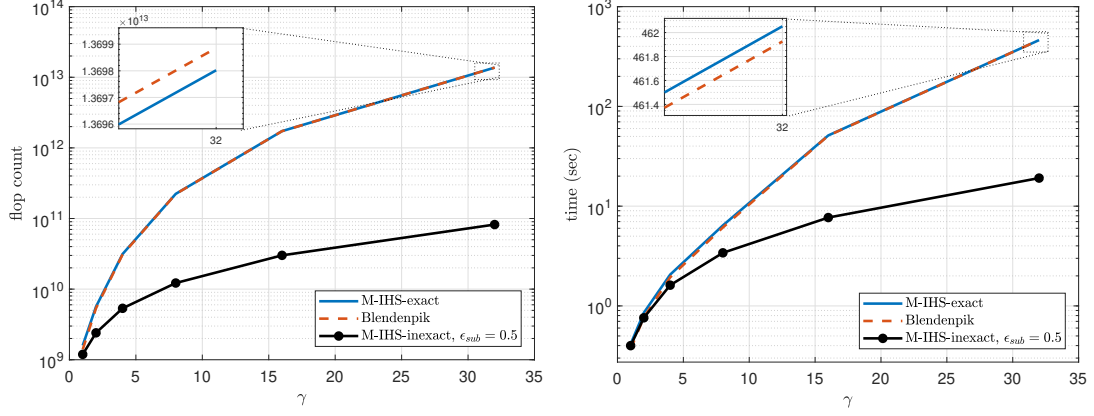 10^13
10^14
10^13
10^12
10^11
10^10
10^9
flop count
×10^13
1.3699
1.3698
1.3697
1.3696
32
M-IHS-exact
Blendenpik
M-IHS-inexact, ϵ_sub = 0.5
0 5 10 15 20 25 30 35
γ
10^3
10^2
10^1
10^0
time (sec)
462
461.8
461.6
461.4
32
M-IHS-exact
Blendenpik
M-IHS-inexact, ϵ_sub = 0.5
0 5 10 15 20 25 30 35
γ